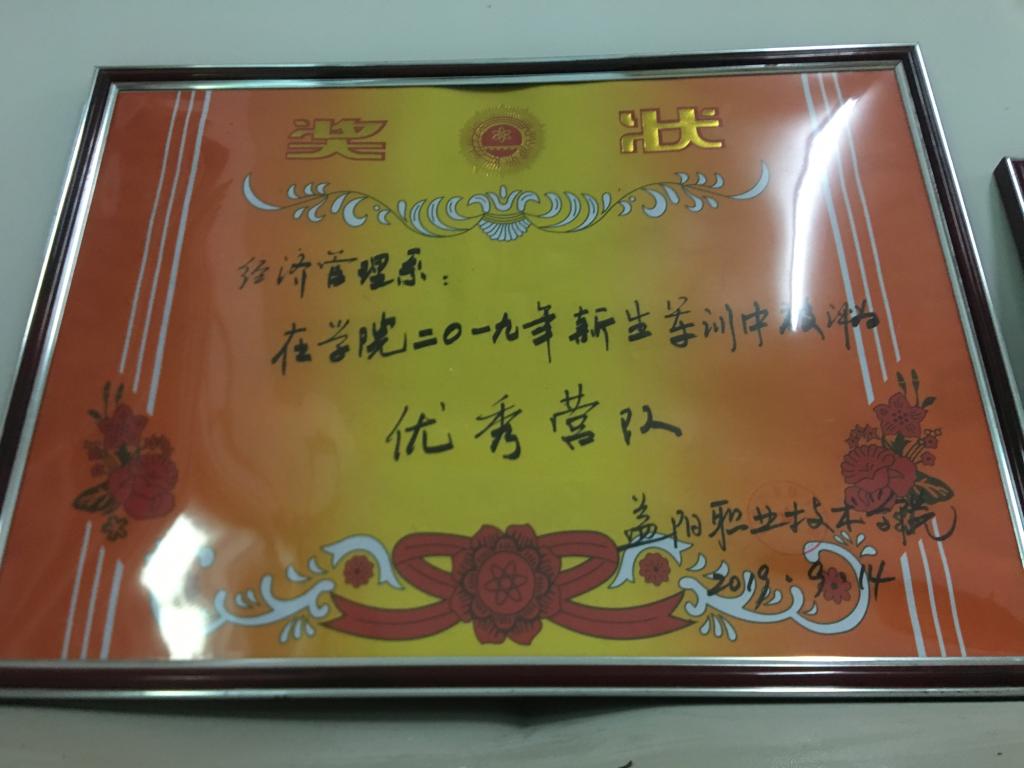 奖 状
经济管理系：
在学院二〇一九年新生军训中被评为
优秀营队
益阳职业技术学院
2019.9.14